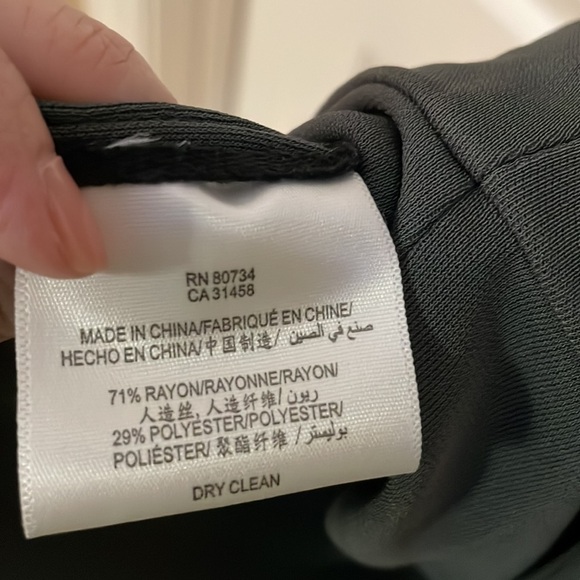 RN 80734
CA 31458
MADE IN CHINA/FABRIQUÉ EN CHINE/
HECHO EN CHINA/中国制造/ صنع في الصين
71% RAYON/RAYONNE/RAYON/
人造丝, 人造纤维/ ريون/
29% POLYESTER/POLYESTER/
POLIÉSTER/ 聚酯纤维 / بوليستر/
DRY CLEAN